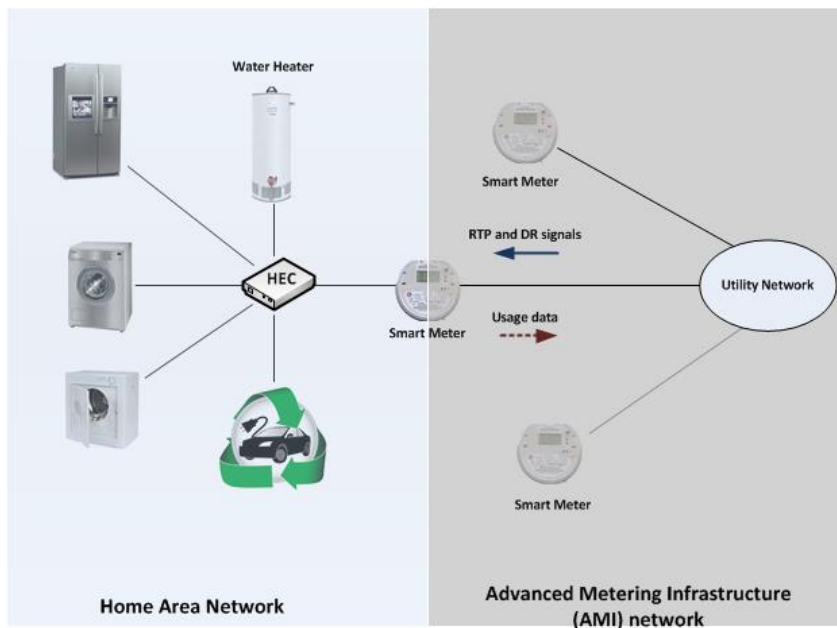 Water Heater
HEC
Smart Meter
Smart Meter
RTP and DR signals
Usage data
Utility Network
Smart Meter
Home Area Network
Advanced Metering Infrastructure
(AMI) network